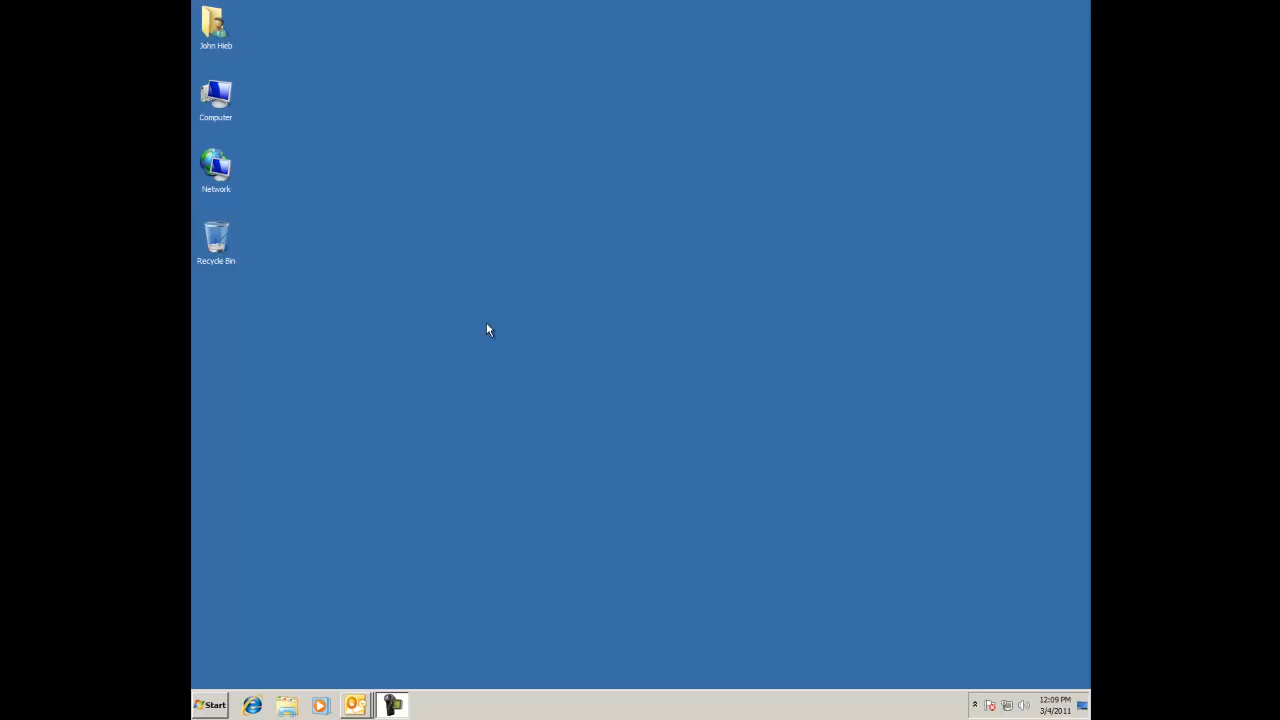 John Hieb
Computer
Network
Recycle Bin
Start
12:09 PM
3/4/2011